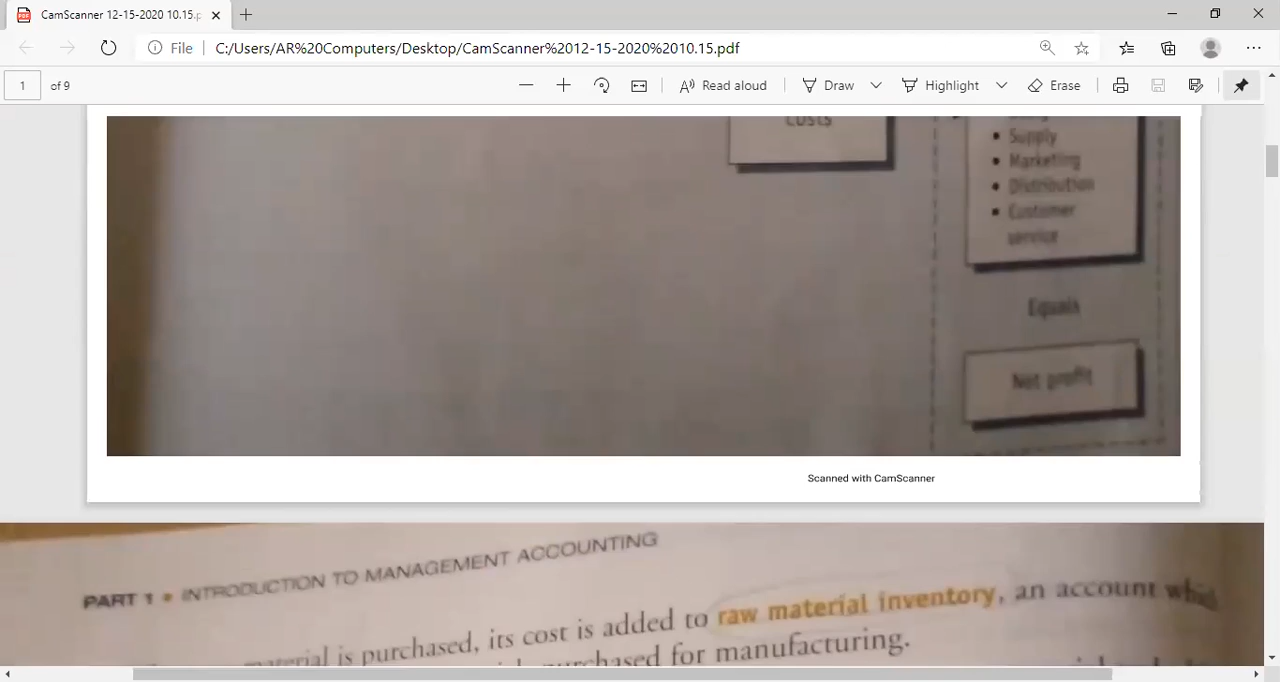 CamScanner 12-15-2020 10.15.p
File
C:/Users/AR%20Computers/Desktop/CamScanner%2012-15-2020%2010.15.pdf
1 of 9
Read aloud
Draw
Highlight
Erase
costs
• Supply
• Marketing
• Distribution
• Customer
service
Equals
Net profit
Scanned with CamScanner
PART 1 • INTRODUCTION TO MANAGEMENT ACCOUNTING
material is purchased, its cost is added to raw material inventory, an account which
purchased for manufacturing.